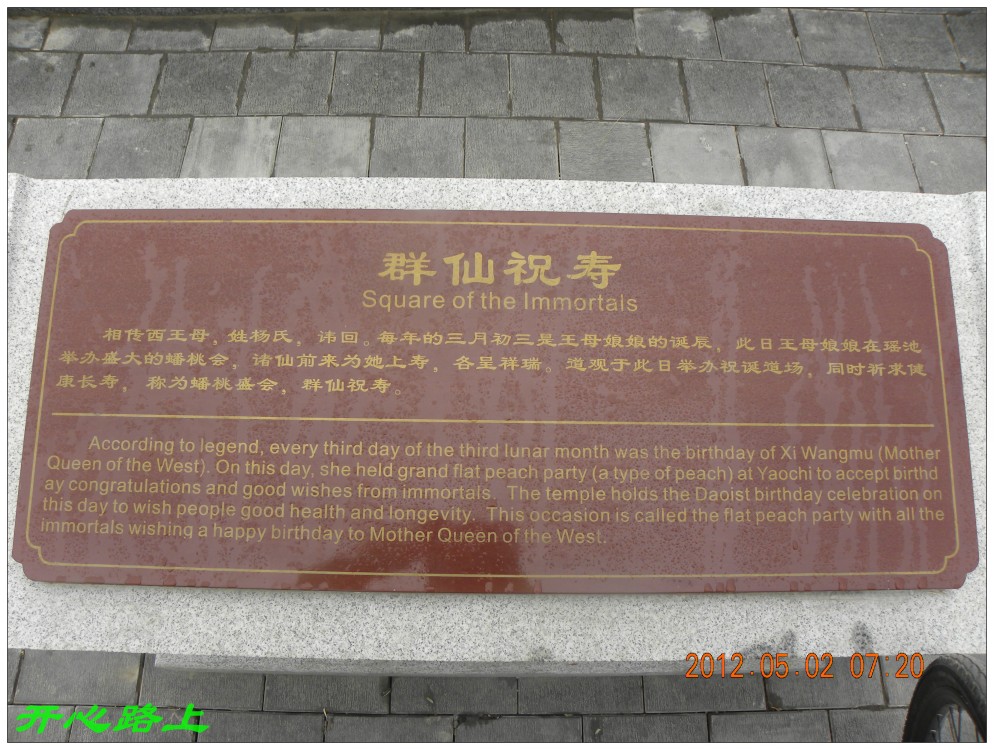 群仙祝寿
Square of the Immortals
相传西王母，姓杨氏，讳回。每年的三月初三是王母娘娘的诞辰，此日王母娘娘在瑶池
举办盛大的蟠桃会，诸仙前来为她上寿，各呈祥瑞。道观于此日举办祝诞道场，同时祈求健
康长寿，称为蟠桃盛会，群仙祝寿。
According to legend, every third day of the third lunar month was the birthday of Xi Wangmu (Mother
Queen of the West). On this day, she held grand flat peach party (a type of peach) at Yaochi to accept birthd
ay congratulations and good wishes from immortals. The temple holds the Daoist birthday celebration on
this day to wish people good health and longevity. This occasion is called the flat peach party with all the
immortals wishing a happy birthday to Mother Queen of the West.
2012.05.02 07:20
开心路上